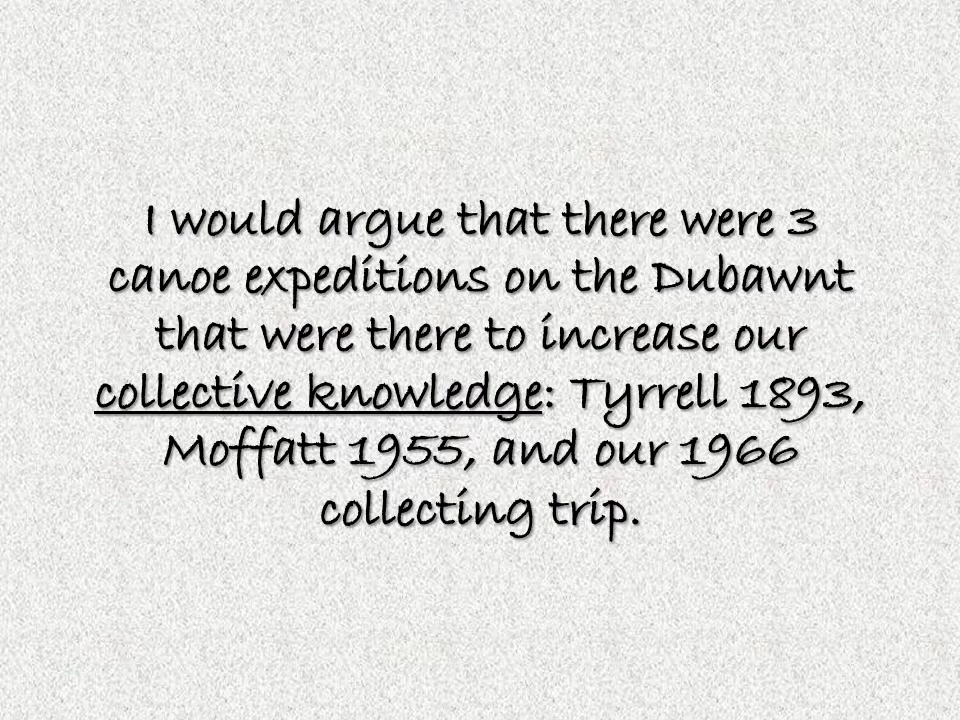 I would argue that there were 3
canoe expeditions on the Dubawnt
that were there to increase our
collective knowledge: Tyrrell 1893,
Moffatt 1955, and our 1966
collecting trip.